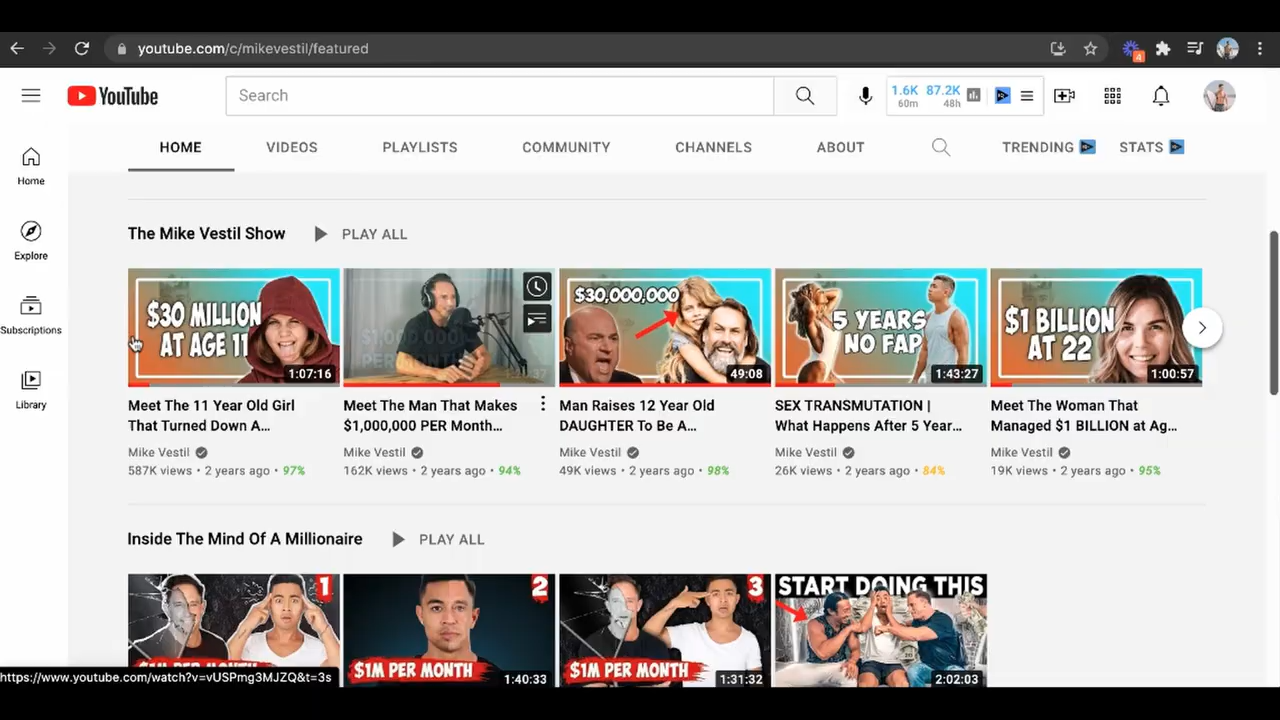 youtube.com/c/mikevestil/featured
4
YouTube
Search
1.6K 87.2K
60m 48h
HOME VIDEOS PLAYLISTS COMMUNITY CHANNELS ABOUT TRENDING STATS
Home
Explore
Subscriptions
Library
The Mike Vestil Show PLAY ALL
$30 MILLION
AT AGE 11
1:07:16
$1,000,000
PER MONTH
$30,000,000
49:08
5 YEARS
NO FAP
1:43:27
$1 BILLION
AT 22
1:00:57
Meet The 11 Year Old Girl
That Turned Down A...
Mike Vestil
587K views • 2 years ago • 97%
Meet The Man That Makes
$1,000,000 PER Month...
Mike Vestil
162K views • 2 years ago • 94%
Man Raises 12 Year Old
DAUGHTER To Be A...
Mike Vestil
49K views • 2 years ago • 98%
SEX TRANSMUTATION |
What Happens After 5 Year...
Mike Vestil
26K views • 2 years ago • 84%
Meet The Woman That
Managed $1 BILLION at Ag...
Mike Vestil
19K views • 2 years ago • 95%
Inside The Mind Of A Millionaire PLAY ALL
1
$1M PER MONTH
2
$1M PER MONTH
1:40:33
3
$1M PER MONTH
1:31:32
START DOING THIS
2:02:03
https://www.youtube.com/watch?v=vUSPmg3MJZQ&t=3s